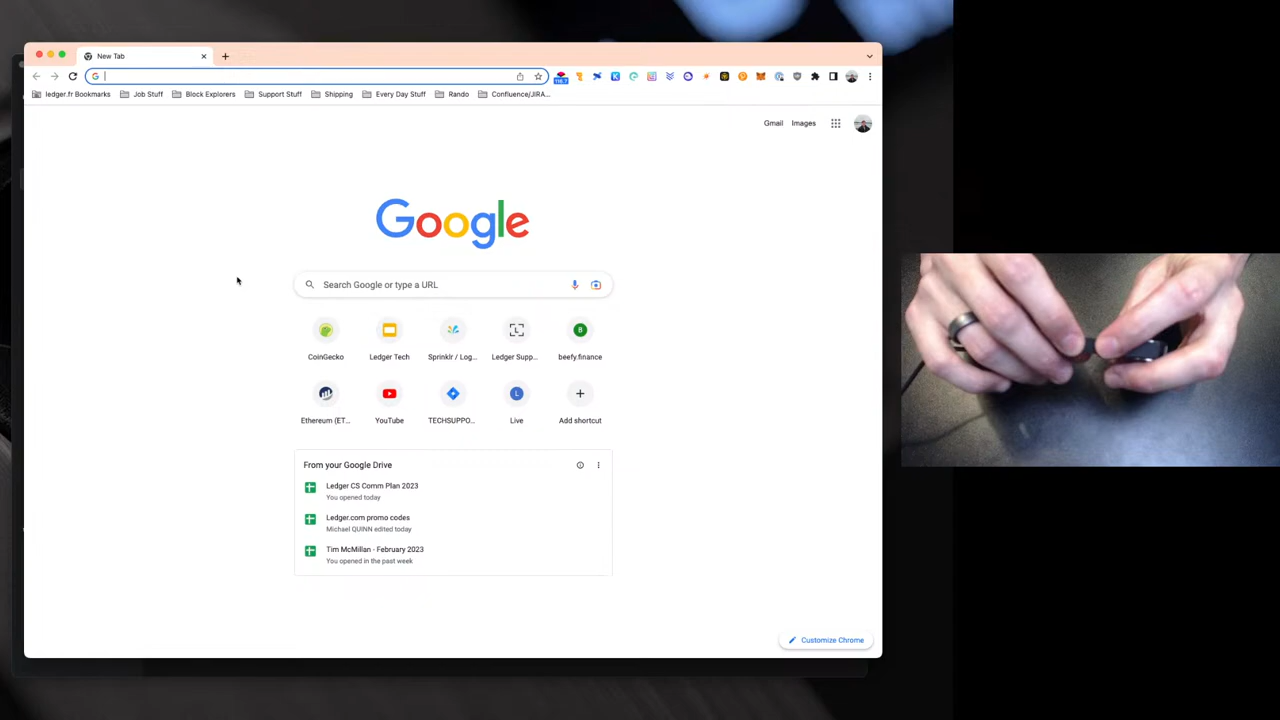 New Tab
ledger.fr Bookmarks Job Stuff Block Explorers Support Stuff Shipping Every Day Stuff Rando Confluence/JIRA...
Gmail Images
Google
Search Google or type a URL
CoinGecko Ledger Tech Sprinklr / Log... Ledger Supp... beefy.finance
Ethereum (ET... YouTube TECHSUPPO... Live Add shortcut
From your Google Drive
Ledger CS Comm Plan 2023
You opened today
Ledger.com promo codes
Michael QUINN edited today
Tim McMillan - February 2023
You opened in the past week
Customize Chrome